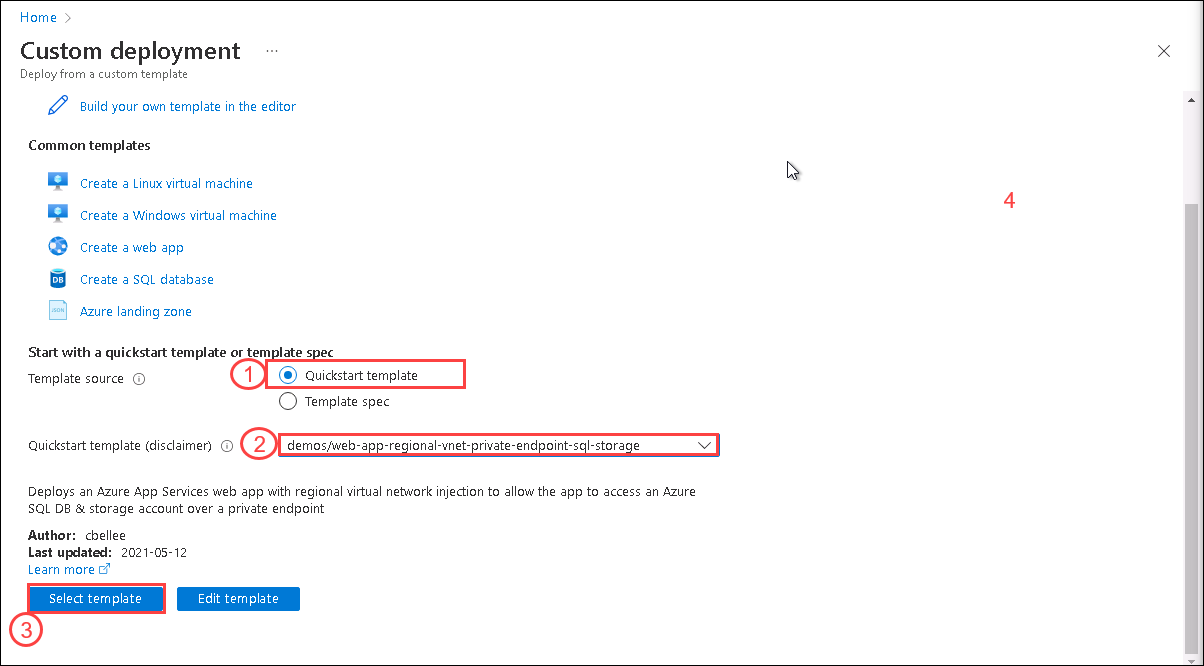 Home
Custom deployment ...
Deploy from a custom template
Build your own template in the editor
Common templates
Create a Linux virtual machine
4
Create a Windows virtual machine
Create a web app
DB Create a SQL database
JSON Azure landing zone
Start with a quickstart template or template spec
Template source 1 Quickstart template
Template spec
Quickstart template (disclaimer) 2 demos/web-app-regional-vnet-private-endpoint-sql-storage
Deploys an Azure App Services web app with regional virtual network injection to allow the app to access an Azure
SQL DB & storage account over a private endpoint
Author: cbellee
Last updated: 2021-05-12
Learn more
Select template Edit template
3